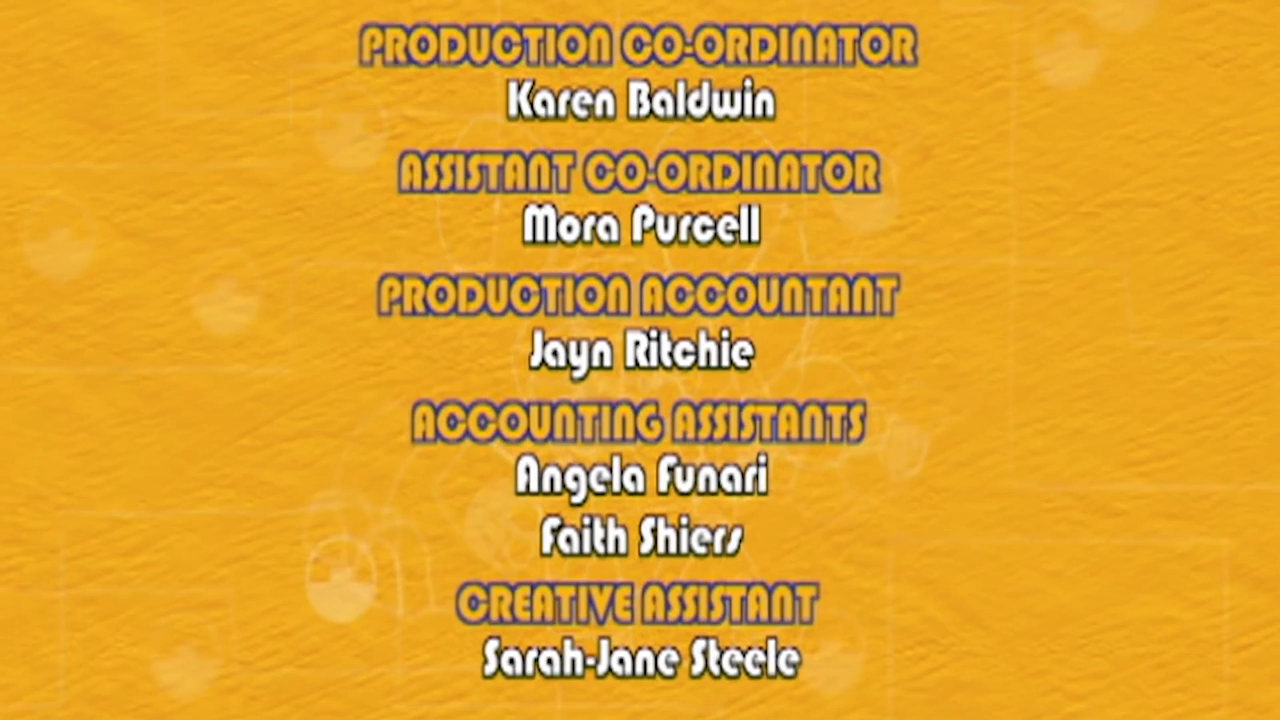 PRODUCTION CO-ORDINATOR
Karen Baldwin
ASSISTANT CO-ORDINATOR
Mora Purcell
PRODUCTION ACCOUNTANT
Jayn Ritchie
ACCOUNTING ASSISTANTS
Angela Funari
Faith Shiers
CREATIVE ASSISTANT
Sarah-Jane Steele